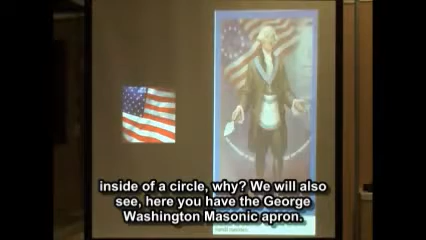 inside of a circle, why? We will also
see, here you have the George
Washington Masonic apron.